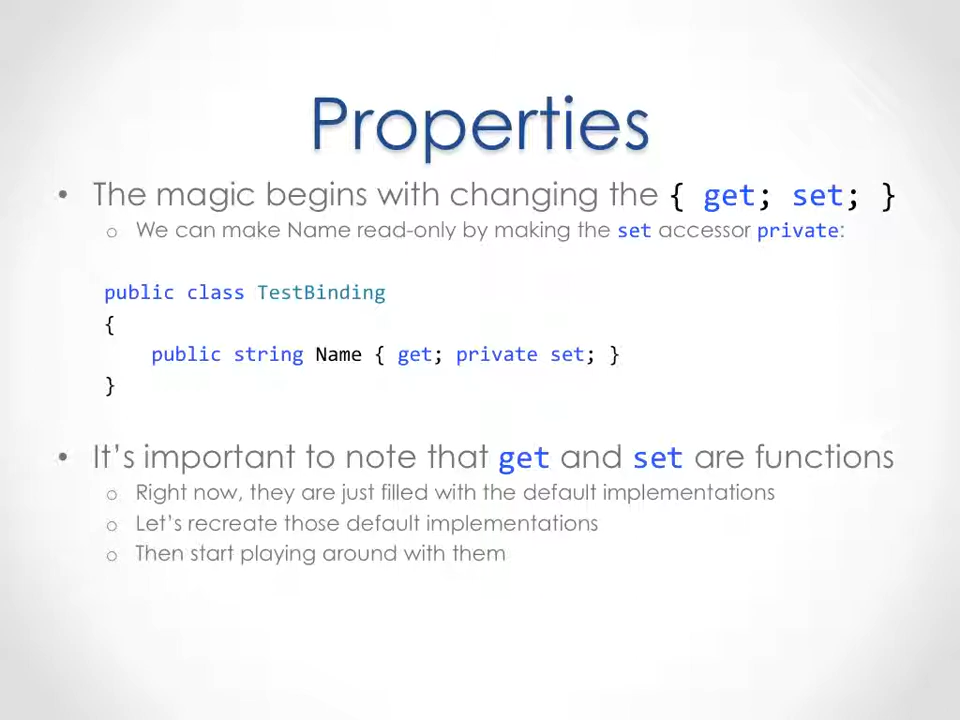 Properties
• The magic begins with changing the { get; set; }
o We can make Name read-only by making the set accessor private:
public class TestBinding
{
    public string Name { get; private set; }
}
• It’s important to note that get and set are functions
o Right now, they are just filled with the default implementations
o Let’s recreate those default implementations
o Then start playing around with them